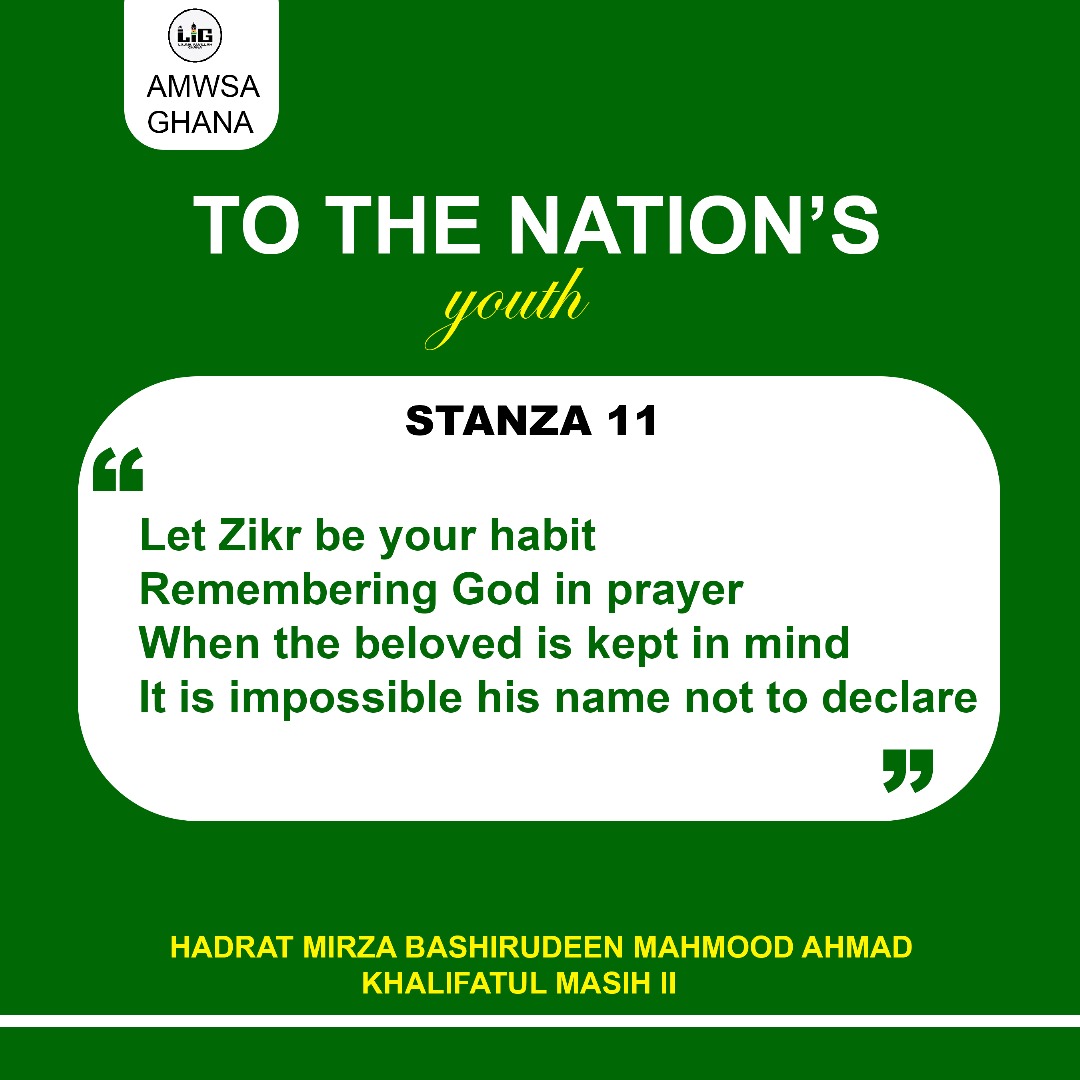 LiG
AMWSA
GHANA
TO THE NATION’S
youth
STANZA 11
“
Let Zikr be your habit
Remembering God in prayer
When the beloved is kept in mind
It is impossible his name not to declare
”
HADRAT MIRZA BASHIRUDEEN MAHMOOD AHMAD
KHALIFATUL MASIH II